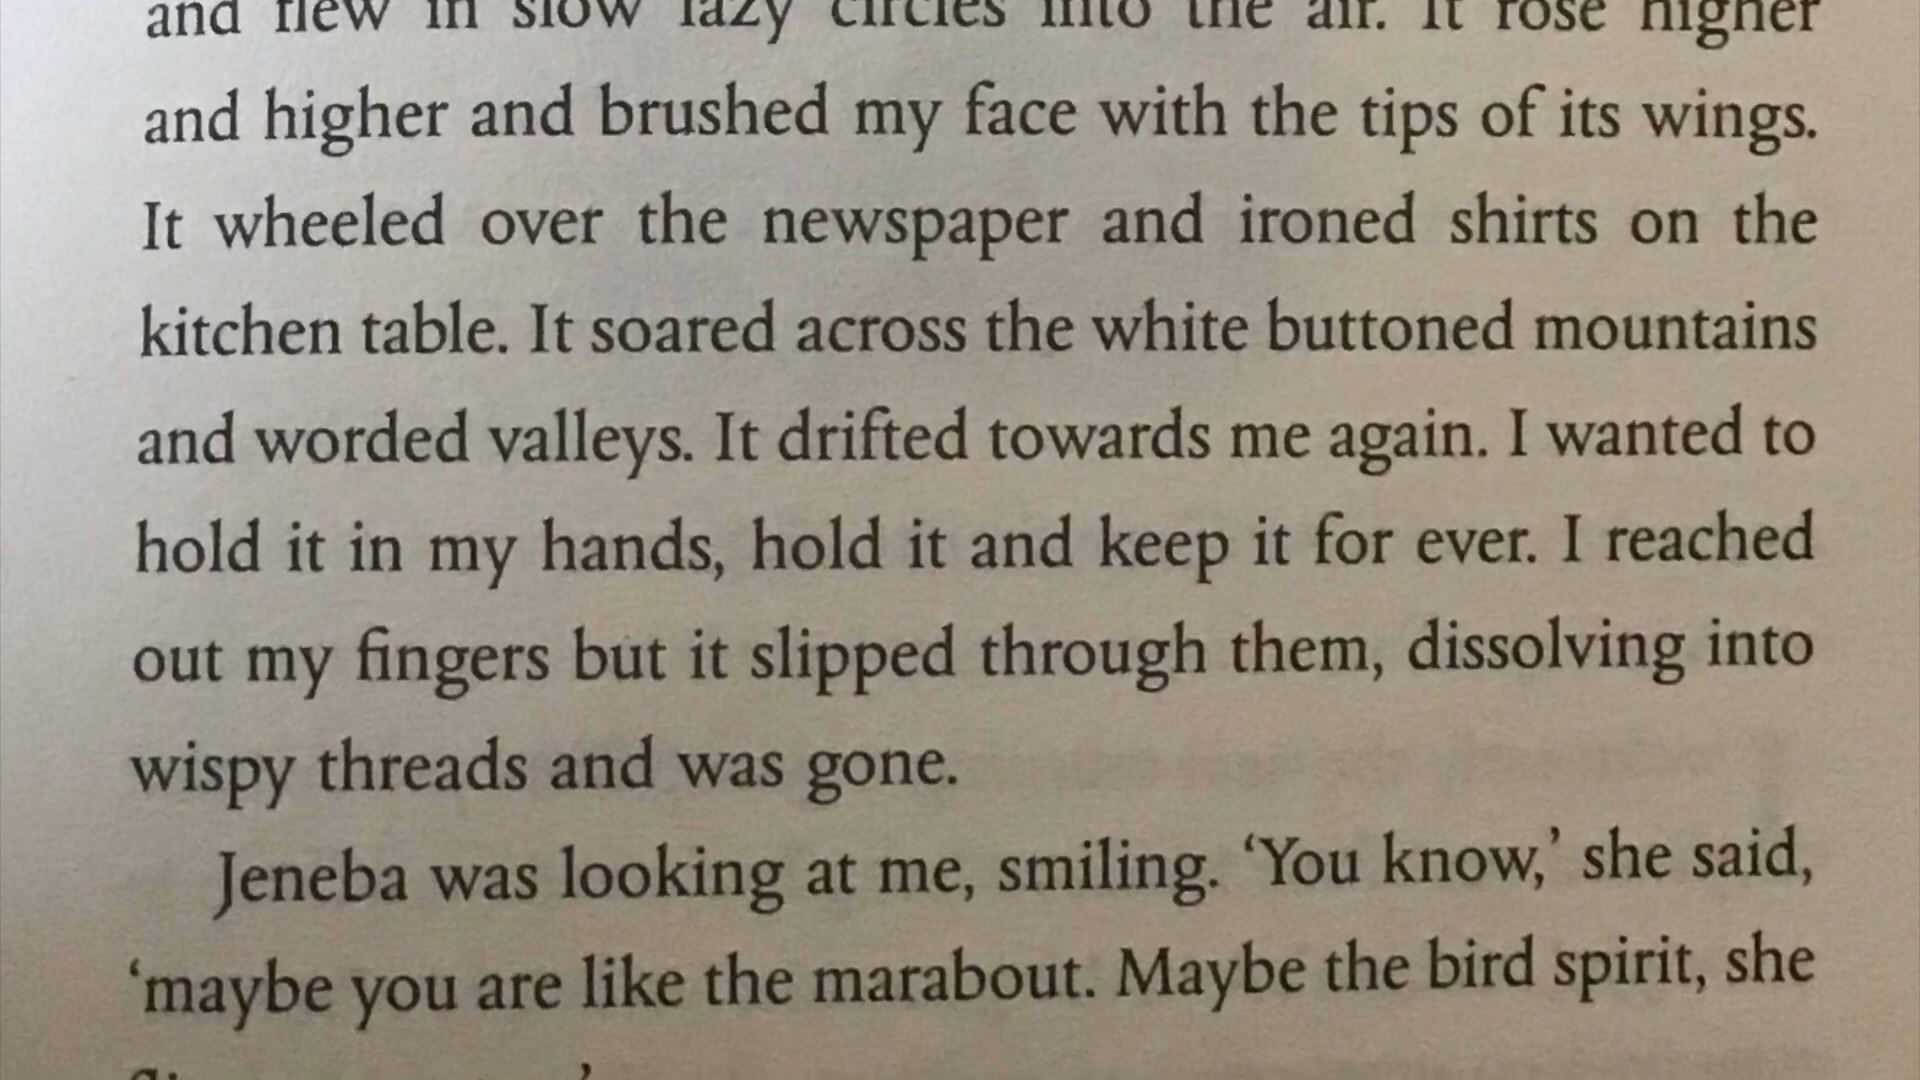 and flew in slow lazy circles into the air. It rose higher
and higher and brushed my face with the tips of its wings.
It wheeled over the newspaper and ironed shirts on the
kitchen table. It soared across the white buttoned mountains
and worded valleys. It drifted towards me again. I wanted to
hold it in my hands, hold it and keep it for ever. I reached
out my fingers but it slipped through them, dissolving into
wispy threads and was gone.
Jeneba was looking at me, smiling. ‘You know,’ she said,
‘maybe you are like the marabout. Maybe the bird spirit, she